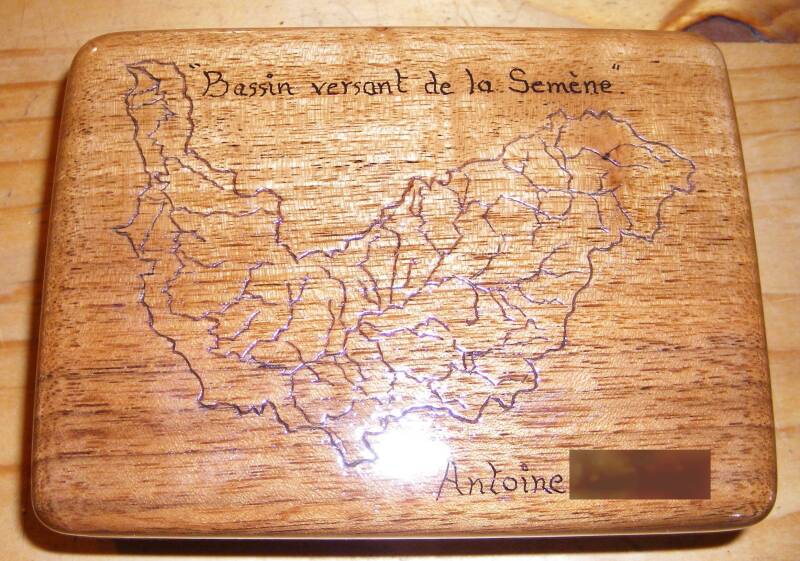 "Bassin versant de la Semène".
Antoine